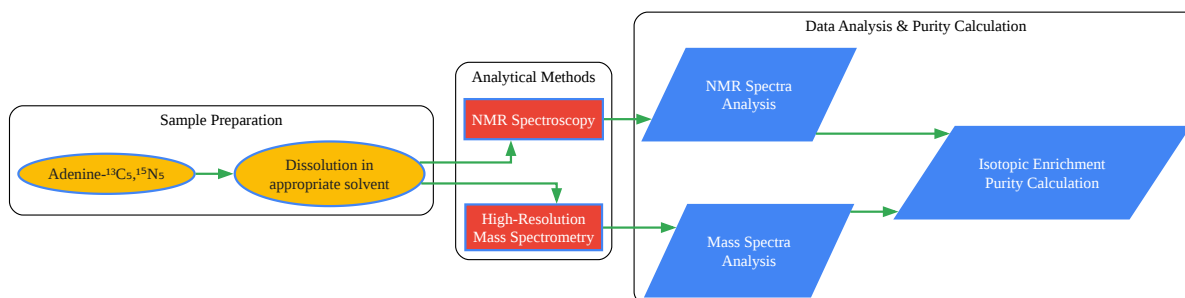 Data Analysis & Purity Calculation
Analytical Methods
Sample Preparation
Adenine-¹³C₅,¹⁵N₅
Dissolution in
appropriate solvent
NMR Spectroscopy
High-Resolution
Mass Spectrometry
NMR Spectra
Analysis
Mass Spectra
Analysis
Isotopic Enrichment
Purity Calculation